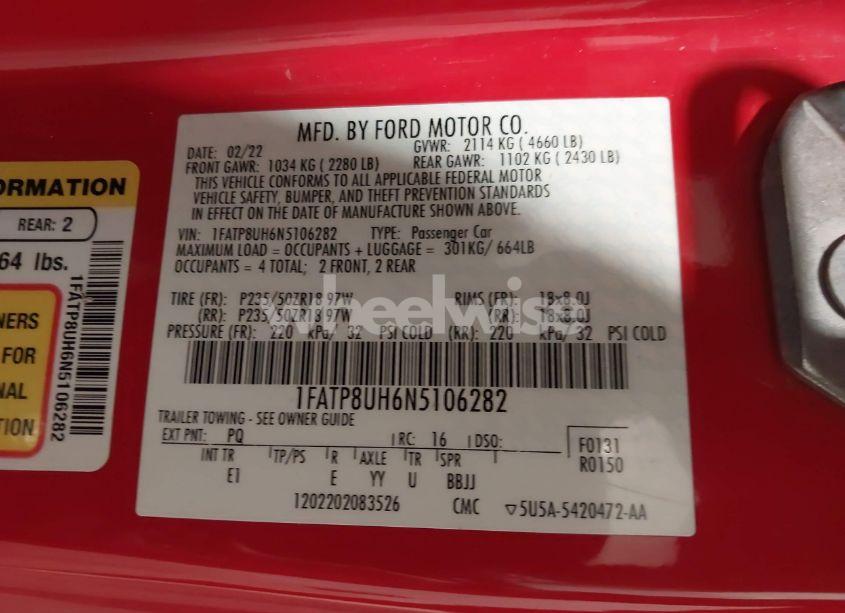 ORMATION
REAR: 2
64 lbs.
NERS
FOR
NAL
TION
1FATP8UH6N5106282
MFD. BY FORD MOTOR CO.
DATE: 02/22 GVWR: 2114 KG ( 4660 LB)
FRONT GAWR: 1034 KG ( 2280 LB) REAR GAWR: 1102 KG ( 2430 LB)
THIS VEHICLE CONFORMS TO ALL APPLICABLE FEDERAL MOTOR
VEHICLE SAFETY, BUMPER, AND THEFT PREVENTION STANDARDS
IN EFFECT ON THE DATE OF MANUFACTURE SHOWN ABOVE.
VIN: 1FATP8UH6N5106282 TYPE: Passenger Car
MAXIMUM LOAD = OCCUPANTS + LUGGAGE = 301KG/ 664LB
OCCUPANTS = 4 TOTAL; 2 FRONT, 2 REAR
TIRE (FR): P235/50ZR18 97W RIMS (FR): 18x8.0J
(RR): P235/50ZR18 97W (RR): 18x8.0J
PRESSURE (FR): 220 kPa/ 32 PSI COLD (RR): 220 kPa/ 32 PSI COLD
wheelwise
1FATP8UH6N5106282
TRAILER TOWING - SEE OWNER GUIDE
EXT PNT: PQ RC: 16 DSO: F0131
INT TR TP/PS R AXLE TR SPR R0150
E1 E YY U BBJJ
1202202083526 CMC ▽5U5A-5420472-AA